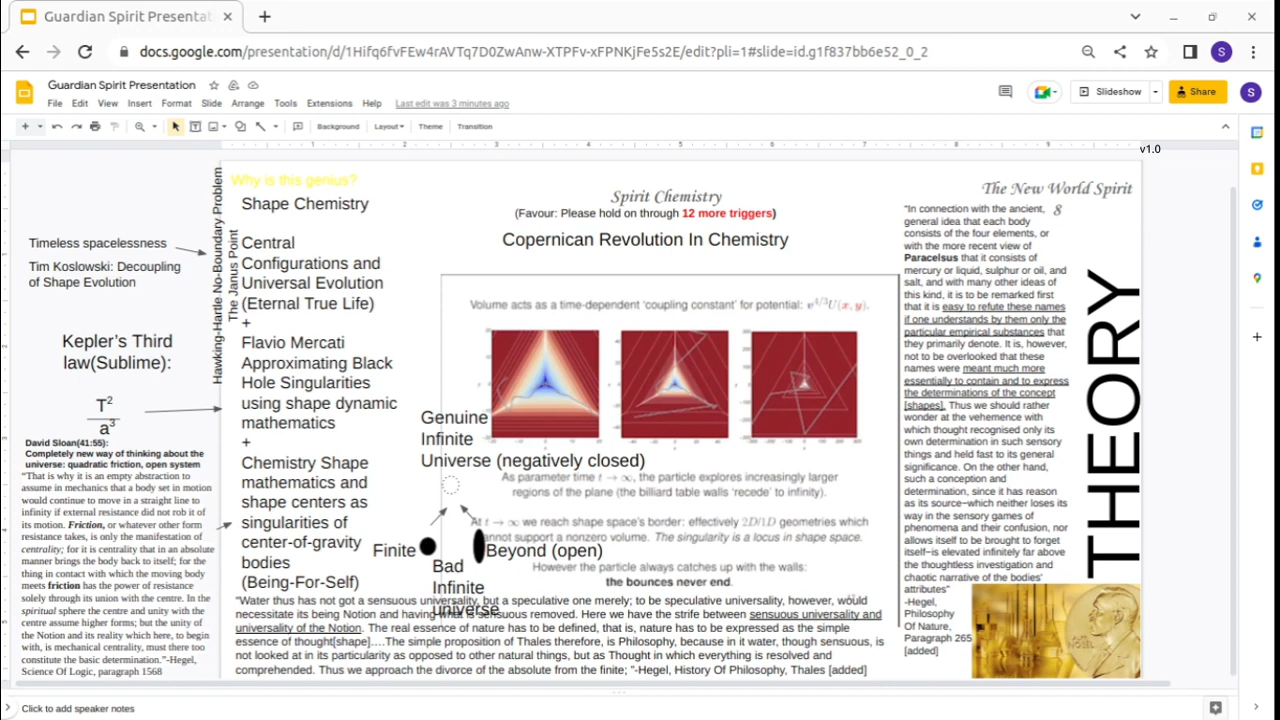 Guardian Spirit Presentat
docs.google.com/presentation/d/1Hifq6fvFEw4rAVTq7D0ZwAnw-XTPFv-xFPNKjFe5s2E/edit?pli=1#slide=id.g1f837bb6e52_0_2
S
Guardian Spirit Presentation
File Edit View Insert Format Slide Arrange Tools Extensions Help Last edit was 3 minutes ago
Slideshow
Share
S
Background Layout Theme Transition
v1.0
Timeless spacelessness
Tim Koslowski: Decoupling
of Shape Evolution
Kepler's Third
law(Sublime):
T2
a3
David Sloan(41:55):
Completely new way of thinking about the
universe: quadratic friction, open system
"That is why it is an empty abstraction to
assume in mechanics that a body set in motion
would continue to move in a straight line to
infinity if external resistance did not rob it of
its motion. Friction, or whatever other form
resistance takes, is only the manifestation of
centrality; for it is centrality that in an absolute
manner brings the body back to itself; for the
thing in contact with which the moving body
meets friction has the power of resistance
solely through its union with the centre. In the
spiritual sphere the centre and unity with the
centre assume higher forms; but the unity of
the Notion and its reality which here, to begin
with, is mechanical centrality, must there too
constitute the basic determination."-Hegel,
Science Of Logic, paragraph 1568
Hawking-Hartle No-Boundary Problem
The Janus Point
Why is this genius?
Shape Chemistry
Central
Configurations and
Universal Evolution
(Eternal True Life)
+
Flavio Mercati
Approximating Black
Hole Singularities
using shape dynamic
mathematics
+
Chemistry Shape
mathematics and
shape centers as
singularities of
center-of-gravity
bodies
(Being-For-Self)
Spirit Chemistry
(Favour: Please hold on through 12 more triggers)
Copernican Revolution In Chemistry
Volume acts as a time-dependent 'coupling constant' for potential: v4/3U(x, y).
Genuine
Infinite
Universe (negatively closed)
As parameter time t → ∞, the particle explores increasingly larger
regions of the plane (the billiard table walls 'recede' to infinity).
At t → ∞ we reach shape space's border: effectively 2D/1D geometries which
cannot support a nonzero volume. The singularity is a locus in shape space.
Finite
Beyond (open)
Bad
Infinite
universe
However the particle always catches up with the walls:
the bounces never end.
"Water thus has not got a sensuous universality, but a speculative one merely; to be speculative universality, however, would
necessitate its being Notion and having what is sensuous removed. Here we have the strife between sensuous universality and
universality of the Notion. The real essence of nature has to be defined, that is, nature has to be expressed as the simple
essence of thought[shape]....The simple proposition of Thales therefore, is Philosophy, because in it water, though sensuous, is
not looked at in its particularity as opposed to other natural things, but as Thought in which everything is resolved and
comprehended. Thus we approach the divorce of the absolute from the finite; "-Hegel, History Of Philosophy, Thales [added]
The New World Spirit
8
"In connection with the ancient,
general idea that each body
consists of the four elements, or
with the more recent view of
Paracelsus that it consists of
mercury or liquid, sulphur or oil, and
salt, and with many other ideas of
this kind, it is to be remarked first
that it is easy to refute these names
if one understands by them only the
particular empirical substances that
they primarily denote. It is, however,
not to be overlooked that these
names were meant much more
essentially to contain and to express
the determinations of the concept
[shapes]. Thus we should rather
wonder at the vehemence with
which thought recognised only its
own determination in such sensory
things and held fast to its general
significance. On the other hand,
such a conception and
determination, since it has reason
as its source−which neither loses its
way in the sensory games of
phenomena and their confusion, nor
allows itself to be brought to forget
itself−is elevated infinitely far above
the thoughtless investigation and
chaotic narrative of the bodies'
attributes"
-Hegel,
Philosophy
Of Nature,
Paragraph 265
[added]
THEORY
Click to add speaker notes